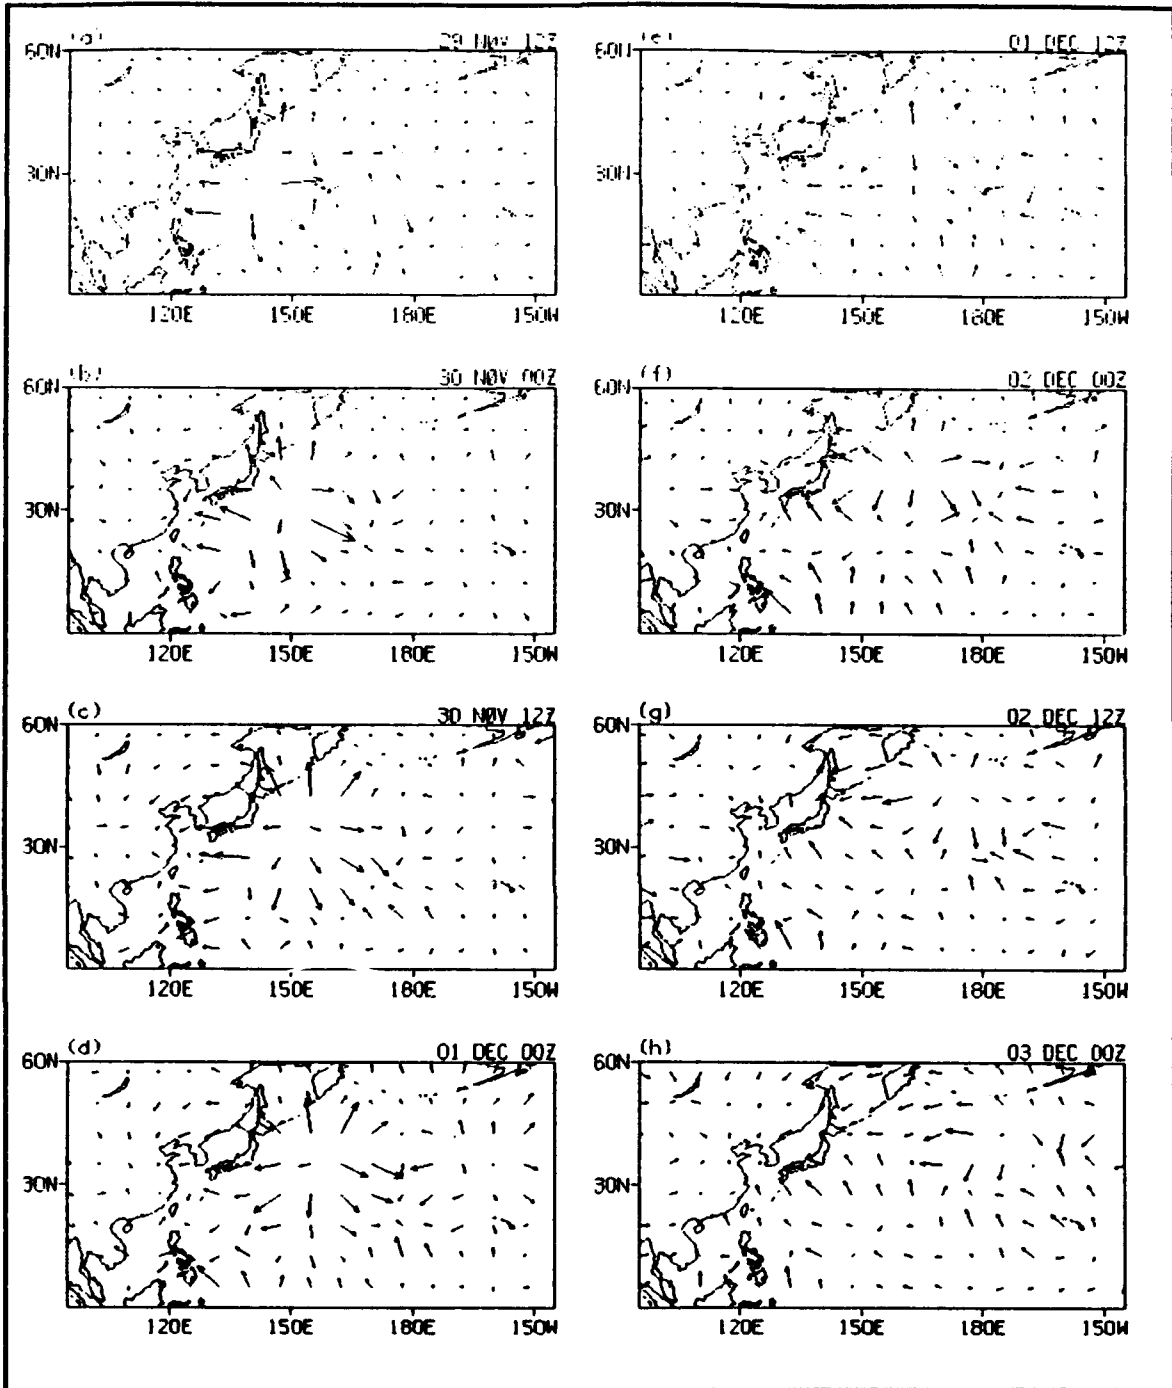 (a) 29 NØV 12Z
60N
30N
120E 150E 180E 150W
(b) 30 NØV 00Z
60N
30N
120E 150E 180E 150W
(c) 30 NØV 12Z
60N
30N
120E 150E 180E 150W
(d) 01 DEC 00Z
60N
30N
120E 150E 180E 150W
(e) 01 DEC 12Z
60N
30N
120E 150E 180E 150W
(f) 02 DEC 00Z
60N
30N
120E 150E 180E 150W
(g) 02 DEC 12Z
60N
30N
120E 150E 180E 150W
(h) 03 DEC 00Z
60N
30N
120E 150E 180E 150W